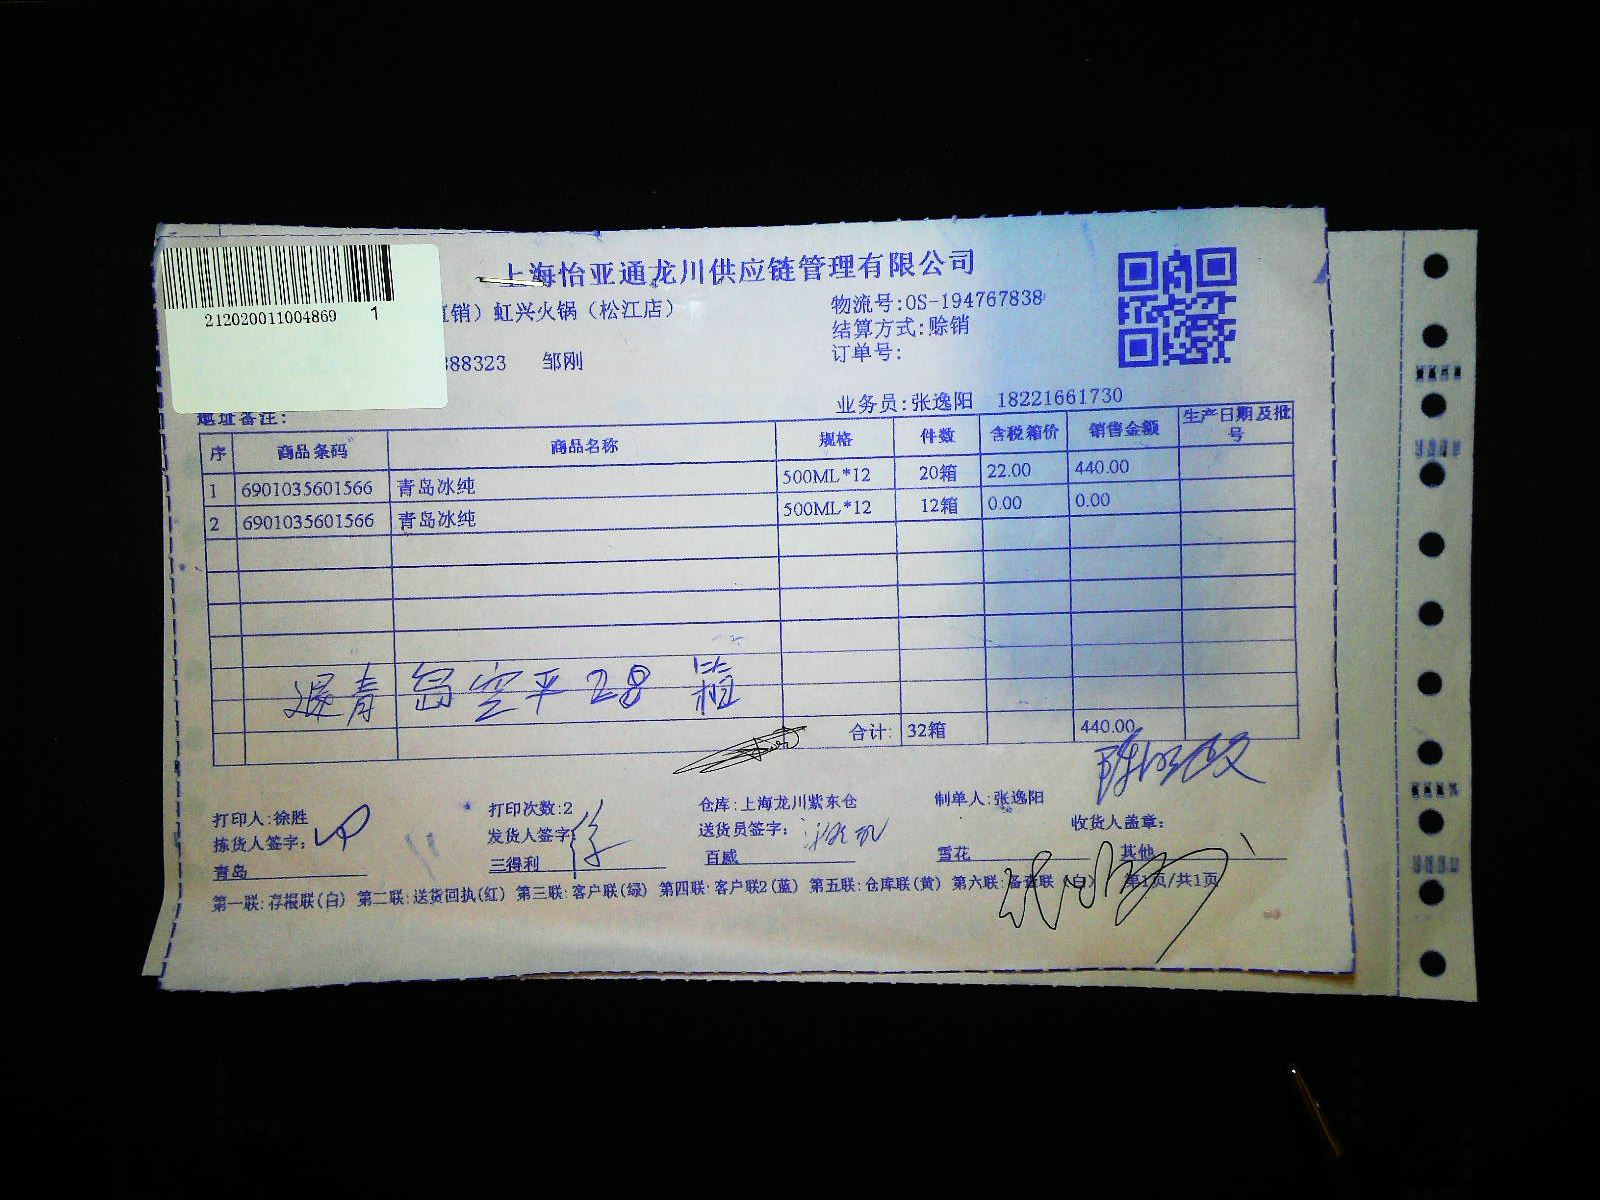 上海怡亚通龙川供应链管理有限公司
212020011004869 1
直销）虹兴火锅（松江店）
物流号:OS-194767838
结算方式:赊销
订单号:
88323 邹刚
业务员:张逸阳 18221661730
地址备注:
序 商品条码 商品名称 规格 件数 含税箱价 销售金额 生产日期及批号
1 6901035601566 青岛冰纯 500ML*12 20箱 22.00 440.00
2 6901035601566 青岛冰纯 500ML*12 12箱 0.00 0.00
退青岛空平28箱
合计: 32箱 440.00
打印人:徐胜 打印次数:2 仓库:上海龙川紫东仓 制单人:张逸阳
拣货人签字: 发货人签字: 送货员签字: 收货人盖章:
青岛 三得利 百威 雪花 其他
第一联:存根联(白) 第二联:送货回执(红) 第三联:客户联(绿) 第四联:客户联2(蓝) 第五联:仓库联(黄) 第六联:备查联(白) 第1页/共1页